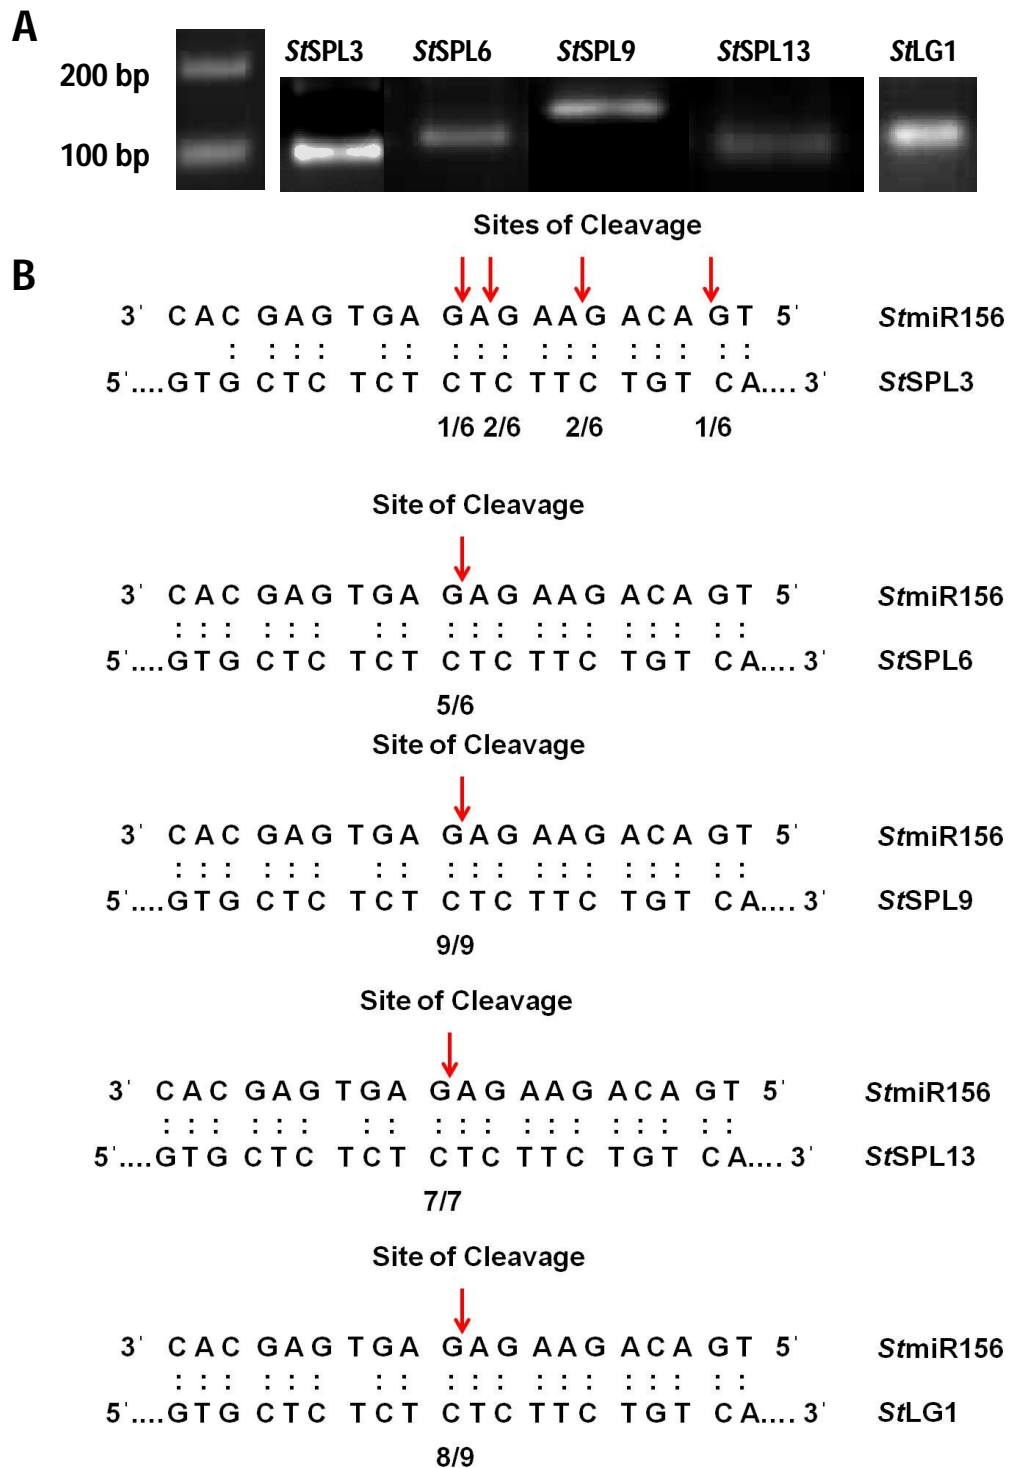 A
StSPL3 StSPL6 StSPL9 StSPL13 StLG1
200 bp
100 bp
Sites of Cleavage
B
3' CAC GAG TGA GAG AAG ACA GT 5' StmiR156
: : : : : : : : : : : : : : : : :
5'....GTG CTC TCT CTC TTC TGT CA.... 3' StSPL3
1/6 2/6 2/6 1/6
Site of Cleavage
3' CAC GAG TGA GAG AAG ACA GT 5' StmiR156
: : : : : : : : : : : : : : : : : : :
5'....GTG CTC TCT CTC TTC TGT CA.... 3' StSPL6
5/6
Site of Cleavage
3' CAC GAG TGA GAG AAG ACA GT 5' StmiR156
: : : : : : : : : : : : : : : : : : :
5'....GTG CTC TCT CTC TTC TGT CA.... 3' StSPL9
9/9
Site of Cleavage
3' CAC GAG TGA GAG AAG ACA GT 5' StmiR156
: : : : : : : : : : : : : : : : : : :
5'....GTG CTC TCT CTC TTC TGT CA.... 3' StSPL13
7/7
Site of Cleavage
3' CAC GAG TGA GAG AAG ACA GT 5' StmiR156
: : : : : : : : : : : : : : : : : : :
5'....GTG CTC TCT CTC TTC TGT CA.... 3' StLG1
8/9